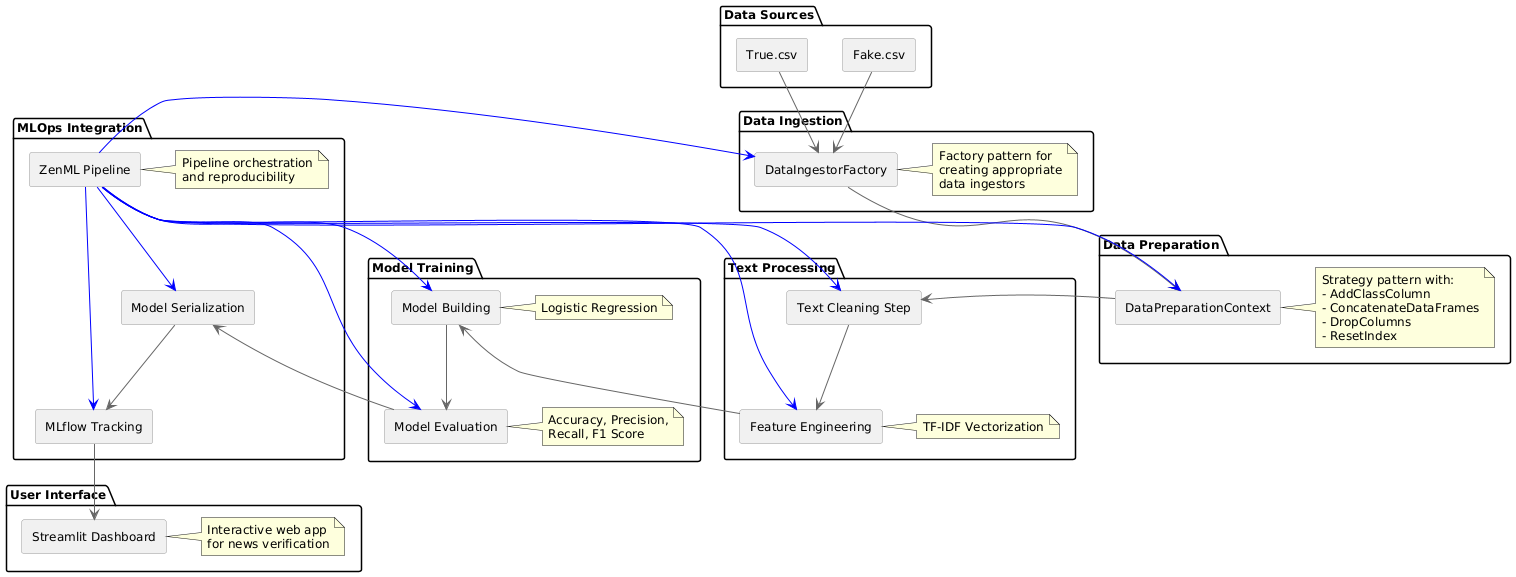 Data Sources
True.csv
Fake.csv
MLOps Integration
ZenML Pipeline
Pipeline orchestration
and reproducibility
Data Ingestion
DataIngestorFactory
Factory pattern for
creating appropriate
data ingestors
Data Preparation
DataPreparationContext
Strategy pattern with:
- AddClassColumn
- ConcatenateDataFrames
- DropColumns
- ResetIndex
Model Serialization
MLflow Tracking
Model Training
Model Building
Logistic Regression
Model Evaluation
Accuracy, Precision,
Recall, F1 Score
Text Processing
Text Cleaning Step
Feature Engineering
TF-IDF Vectorization
User Interface
Streamlit Dashboard
Interactive web app
for news verification